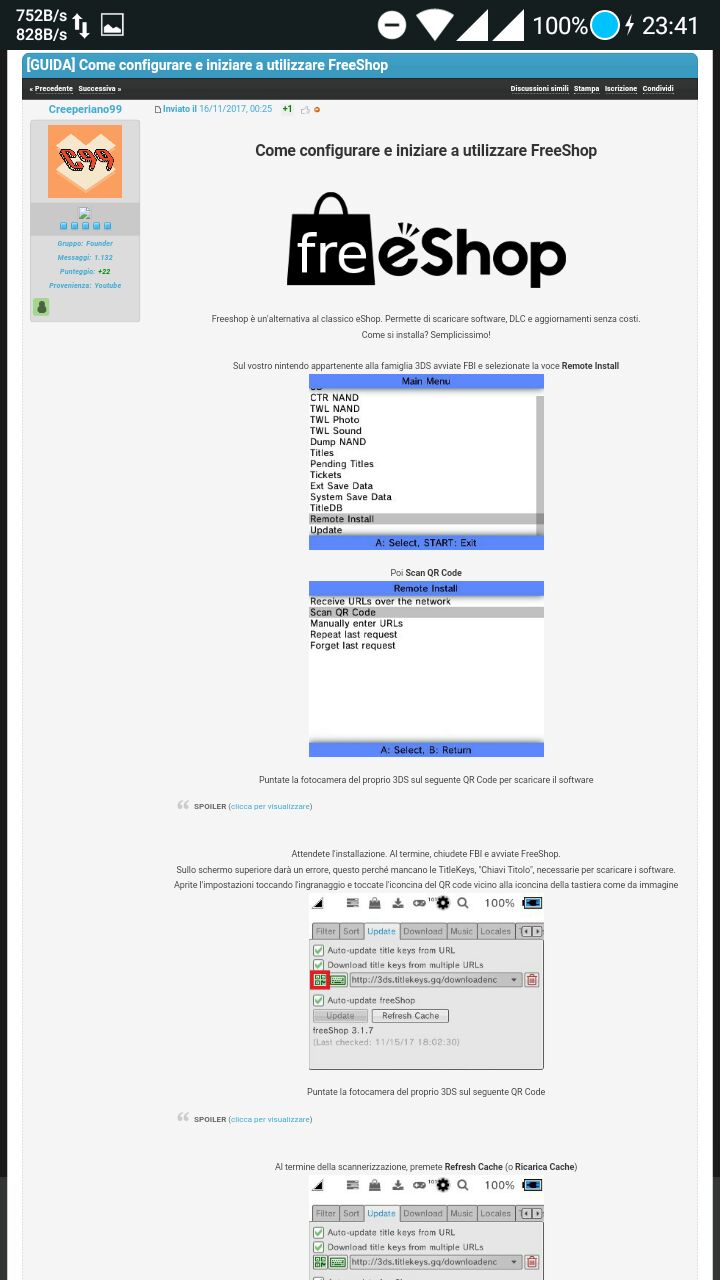 752B/s
828B/s
100%
23:41
[GUIDA] Come configurare e iniziare a utilizzare FreeShop
« Precedente Successiva »
Discussioni simili Stampa Iscrizione Condividi
Creeperiano99
Inviato il 16/11/2017, 00:25 +1
C99
Gruppo: Founder
Messaggi: 1.132
Punteggio: +22
Provenienza: Youtube
Come configurare e iniziare a utilizzare FreeShop
freeShop
Freeshop è un'alternativa al classico eShop. Permette di scaricare software, DLC e aggiornamenti senza costi.
Come si installa? Semplicissimo!
Sul vostro nintendo appartenente alla famiglia 3DS avviate FBI e selezionate la voce Remote Install
Main Menu
CTR NAND
TWL NAND
TWL Photo
TWL Sound
Dump NAND
Titles
Pending Titles
Tickets
Ext Save Data
System Save Data
TitleDB
Remote Install
Update
A: Select, START: Exit
Poi Scan QR Code
Remote Install
Receive URLs over the network
Scan QR Code
Manually enter URLs
Repeat last request
Forget last request
A: Select, B: Return
Puntate la fotocamera del proprio 3DS sul seguente QR Code per scaricare il software
SPOILER (clicca per visualizzare)
Attendete l'installazione. Al termine, chiudete FBI e avviate FreeShop.
Sullo schermo superiore darà un errore, questo perché mancano le TitleKeys, "Chiavi Titolo", necessarie per scaricare i software.
Aprite l'impostazioni toccando l'ingranaggio e toccate l'iconcina del QR code vicino alla iconcina della tastiera come da immagine
100%
Filter Sort Update Download Music Locales
Auto-update title keys from URL
Download title keys from multiple URLs
http://3ds.titlekeys.gq/downloadenc
Auto-update freeShop
Update Refresh Cache
freeShop 3.1.7
(Last checked: 11/15/17 18:02:30)
Puntate la fotocamera del proprio 3DS sul seguente QR Code
SPOILER (clicca per visualizzare)
Al termine della scannerizzazione, premete Refresh Cache (o Ricarica Cache)
100%
Filter Sort Update Download Music Locales
Auto-update title keys from URL
Download title keys from multiple URLs
http://3ds.titlekeys.gq/downloadenc